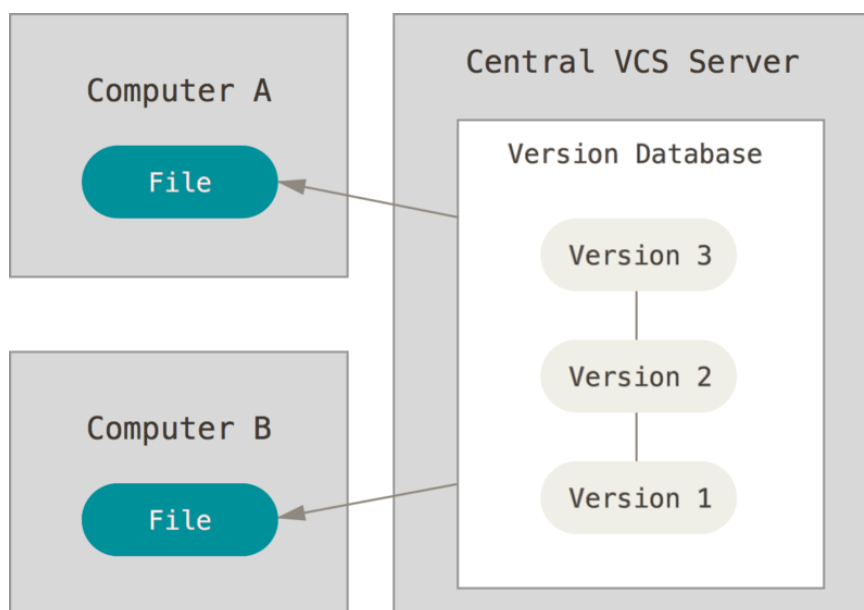 Computer A
File
Computer B
File
Central VCS Server
Version Database
Version 3
Version 2
Version 1